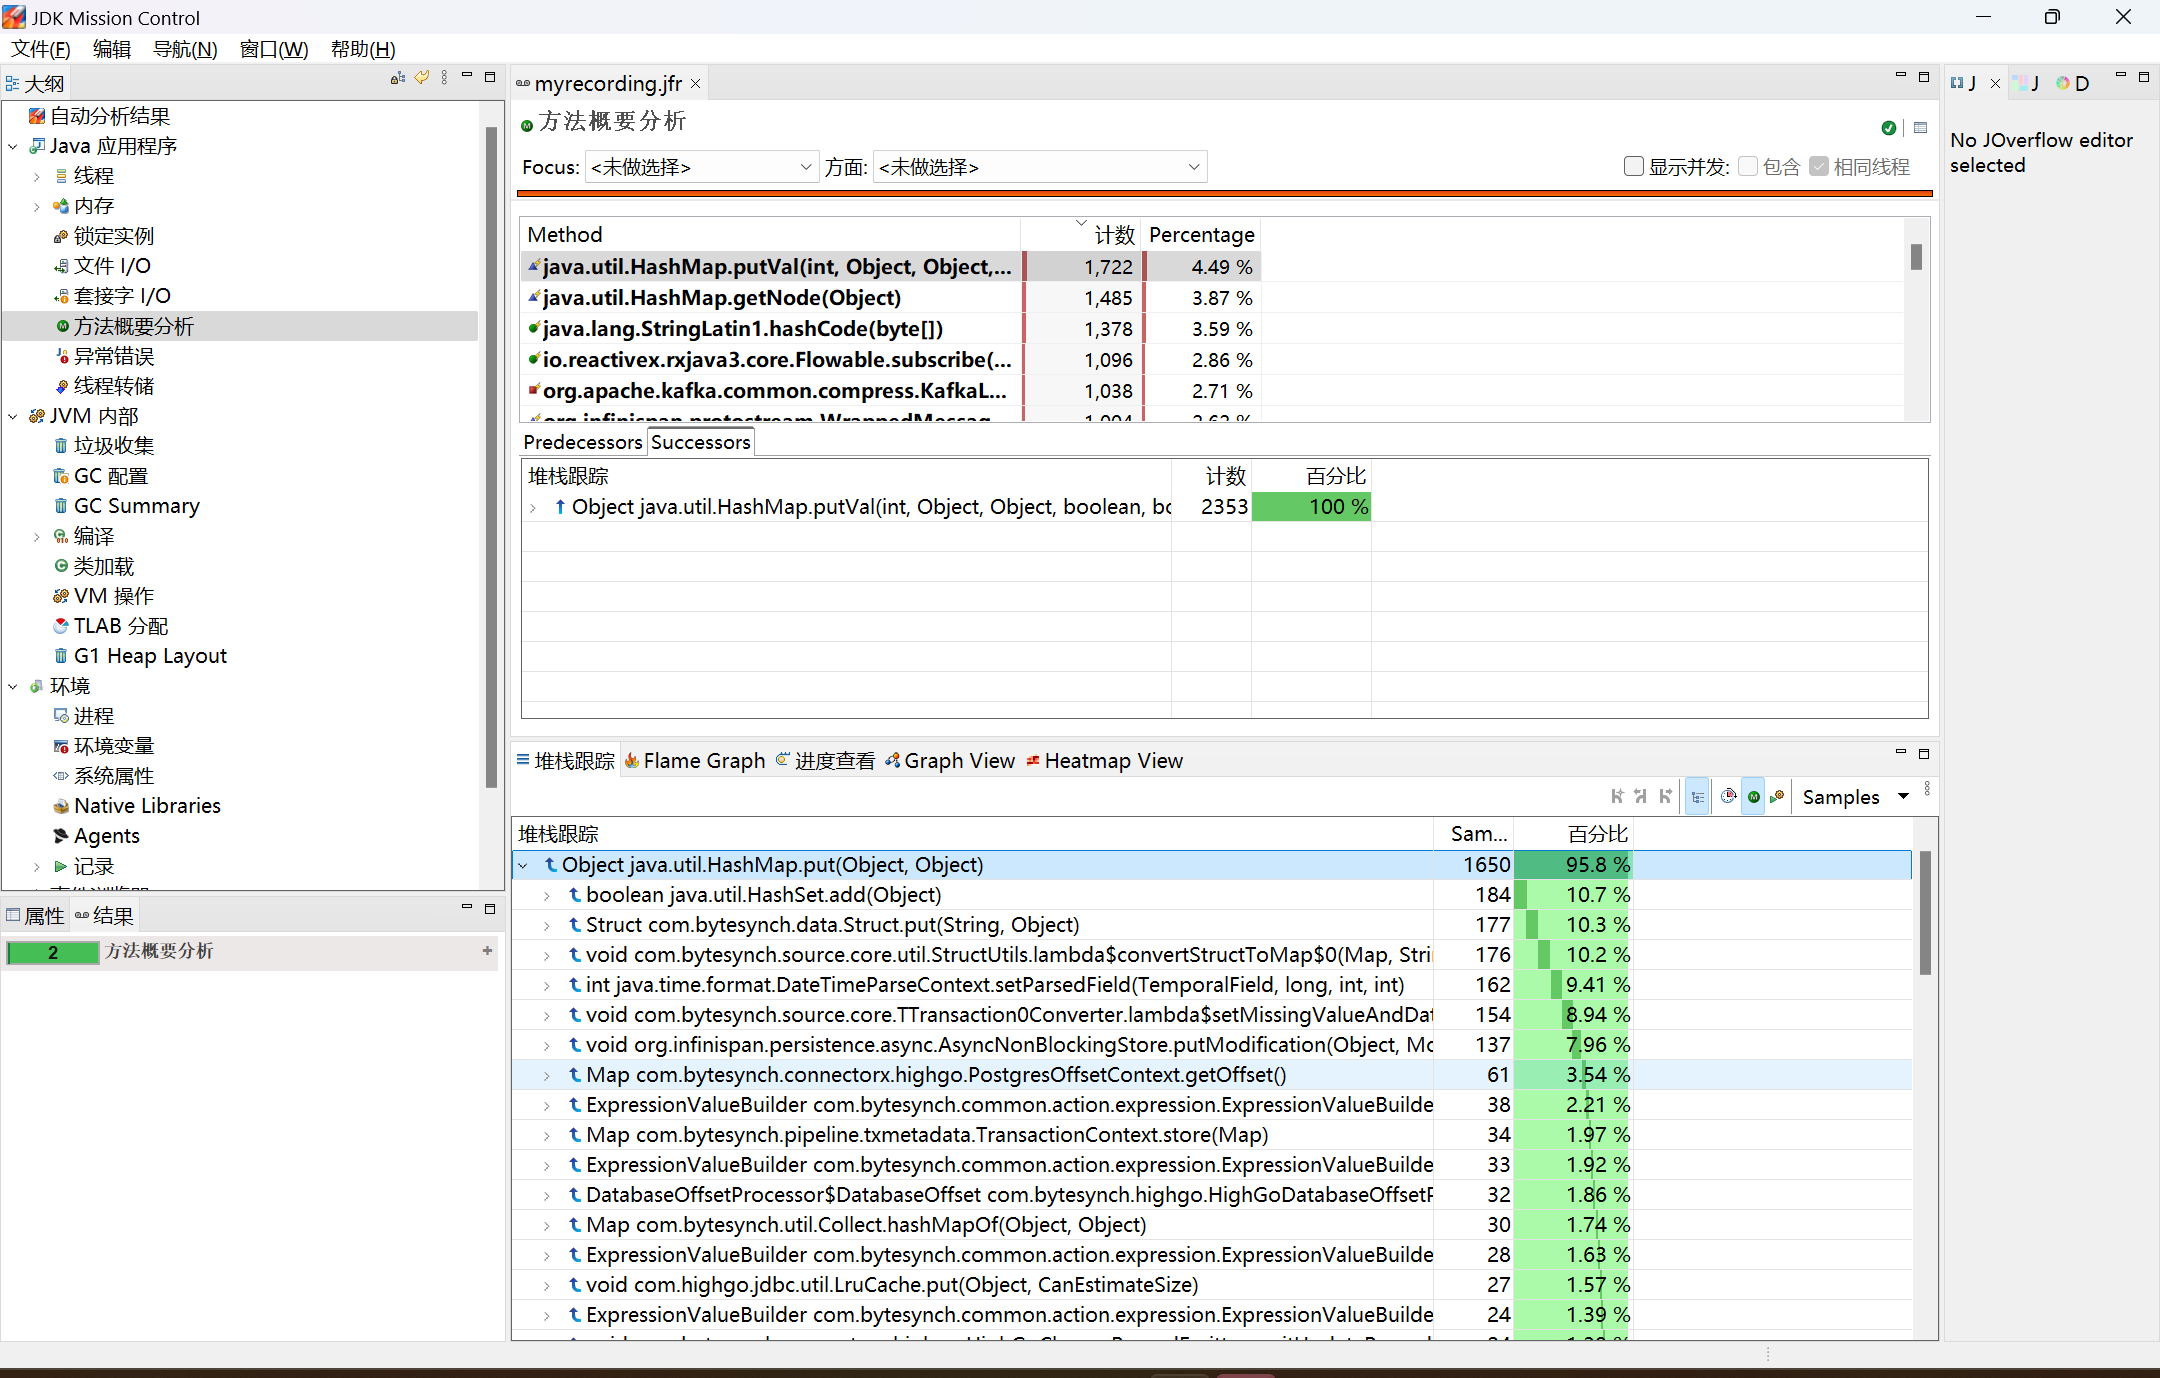 JDK Mission Control
文件(F) 编辑 导航(N) 窗口(W) 帮助(H)
大纲
自动分析结果
Java 应用程序
线程
内存
锁定实例
文件 I/O
套接字 I/O
方法概要分析
异常错误
线程转储
JVM 内部
垃圾收集
GC 配置
GC Summary
编译
类加载
VM 操作
TLAB 分配
G1 Heap Layout
环境
进程
环境变量
系统属性
Native Libraries
Agents
记录
属性 结果
2 方法概要分析
myrecording.jfr
方法概要分析
Focus: <未做选择> 方面: <未做选择> 显示并发: 包含 相同线程
Method 计数 Percentage
java.util.HashMap.putVal(int, Object, Object,... 1,722 4.49 %
java.util.HashMap.getNode(Object) 1,485 3.87 %
java.lang.StringLatin1.hashCode(byte[]) 1,378 3.59 %
io.reactivex.rxjava3.core.Flowable.subscribe(... 1,096 2.86 %
org.apache.kafka.common.compress.KafkaL... 1,038 2.71 %
Predecessors Successors
堆栈跟踪 计数 百分比
Object java.util.HashMap.putVal(int, Object, Object, boolean, bo 2353 100 %
堆栈跟踪 Flame Graph 进度查看 Graph View Heatmap View
Samples
堆栈跟踪 Sam... 百分比
Object java.util.HashMap.put(Object, Object) 1650 95.8 %
boolean java.util.HashSet.add(Object) 184 10.7 %
Struct com.bytesynch.data.Struct.put(String, Object) 177 10.3 %
void com.bytesynch.source.core.util.StructUtils.lambda$convertStructToMap$0(Map, Stri 176 10.2 %
int java.time.format.DateTimeParseContext.setParsedField(TemporalField, long, int, int) 162 9.41 %
void com.bytesynch.source.core.TTransaction0Converter.lambda$setMissingValueAndDat 154 8.94 %
void org.infinispan.persistence.async.AsyncNonBlockingStore.putModification(Object, Mo 137 7.96 %
Map com.bytesynch.connectorx.highgo.PostgresOffsetContext.getOffset() 61 3.54 %
ExpressionValueBuilder com.bytesynch.common.action.expression.ExpressionValueBuilde 38 2.21 %
Map com.bytesynch.pipeline.txmetadata.TransactionContext.store(Map) 34 1.97 %
ExpressionValueBuilder com.bytesynch.common.action.expression.ExpressionValueBuilde 33 1.92 %
DatabaseOffsetProcessor$DatabaseOffset com.bytesynch.highgo.HighGoDatabaseOffsetP 32 1.86 %
Map com.bytesynch.util.Collect.hashMapOf(Object, Object) 30 1.74 %
ExpressionValueBuilder com.bytesynch.common.action.expression.ExpressionValueBuilde 28 1.63 %
void com.highgo.jdbc.util.LruCache.put(Object, CanEstimateSize) 27 1.57 %
ExpressionValueBuilder com.bytesynch.common.action.expression.ExpressionValueBuilde 24 1.39 %
J J D
No JOverflow editor
selected